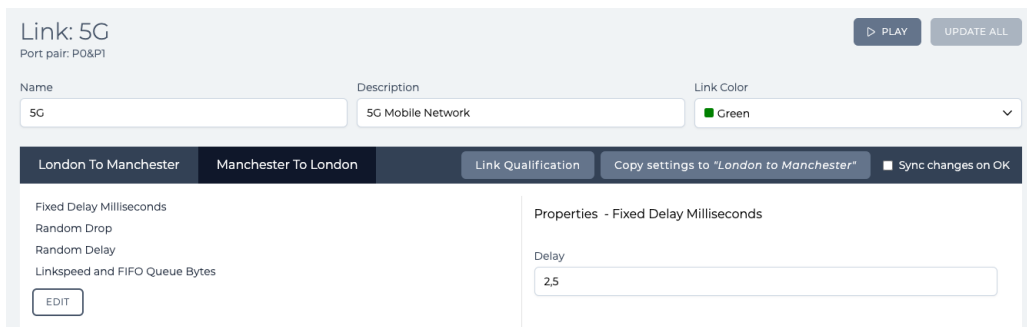 Link: 5G
Port pair: P0&P1
PLAY
UPDATE ALL
Name
Description
Link Color
5G
5G Mobile Network
Green
London To Manchester
Manchester To London
Link Qualification
Copy settings to "London to Manchester"
Sync changes on OK
Fixed Delay Milliseconds
Random Drop
Random Delay
Linkspeed and FIFO Queue Bytes
EDIT
Properties - Fixed Delay Milliseconds
Delay
2,5